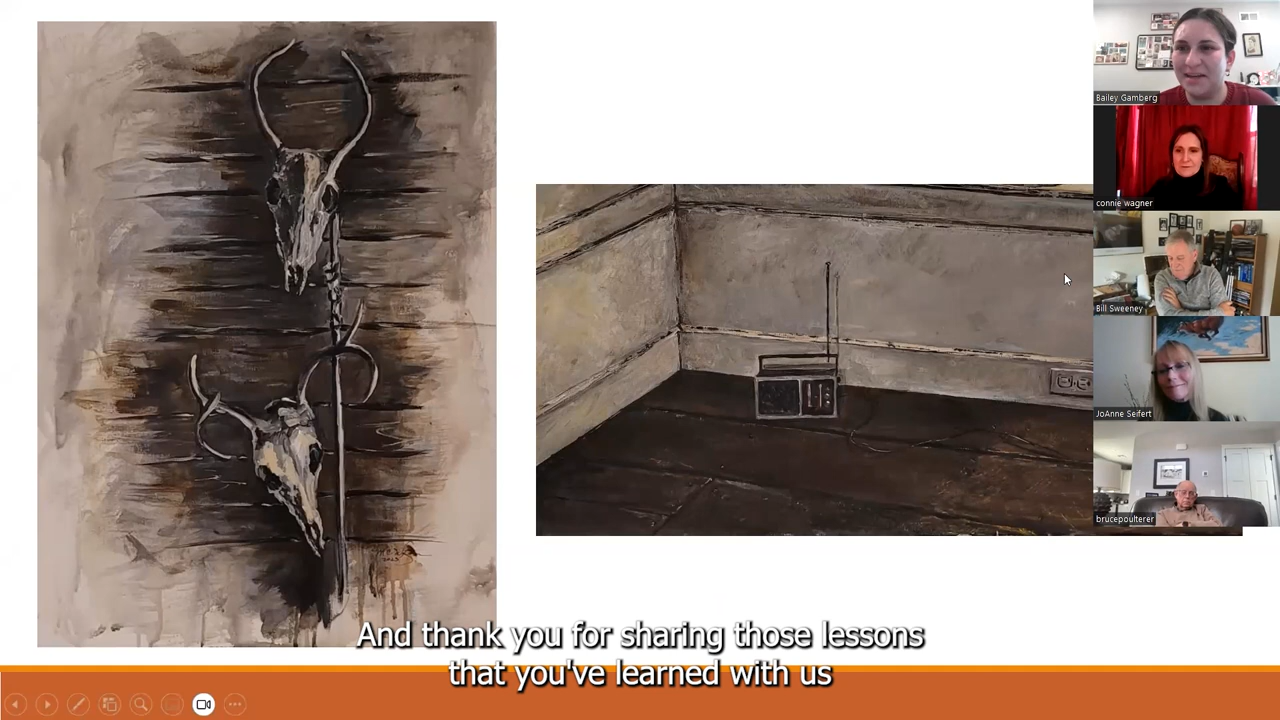 Bailey Gamberg
connie wagner
Bill Sweeney
JoAnne Seifert
brucepoulterer
And thank you for sharing those lessons
that you've learned with us